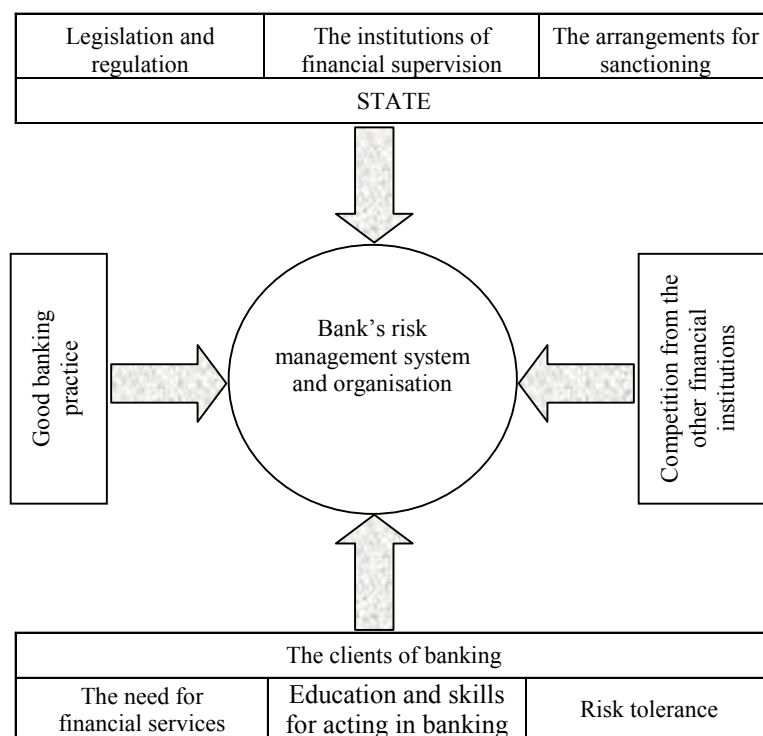 Legislation and
regulation
The institutions of
financial supervision
The arrangements for
sanctioning
STATE
Good banking
practice
Bank's risk
management system
and organisation
Competition from the
other financial
institutions
The clients of banking
The need for
financial services
Education and skills
for acting in banking
Risk tolerance